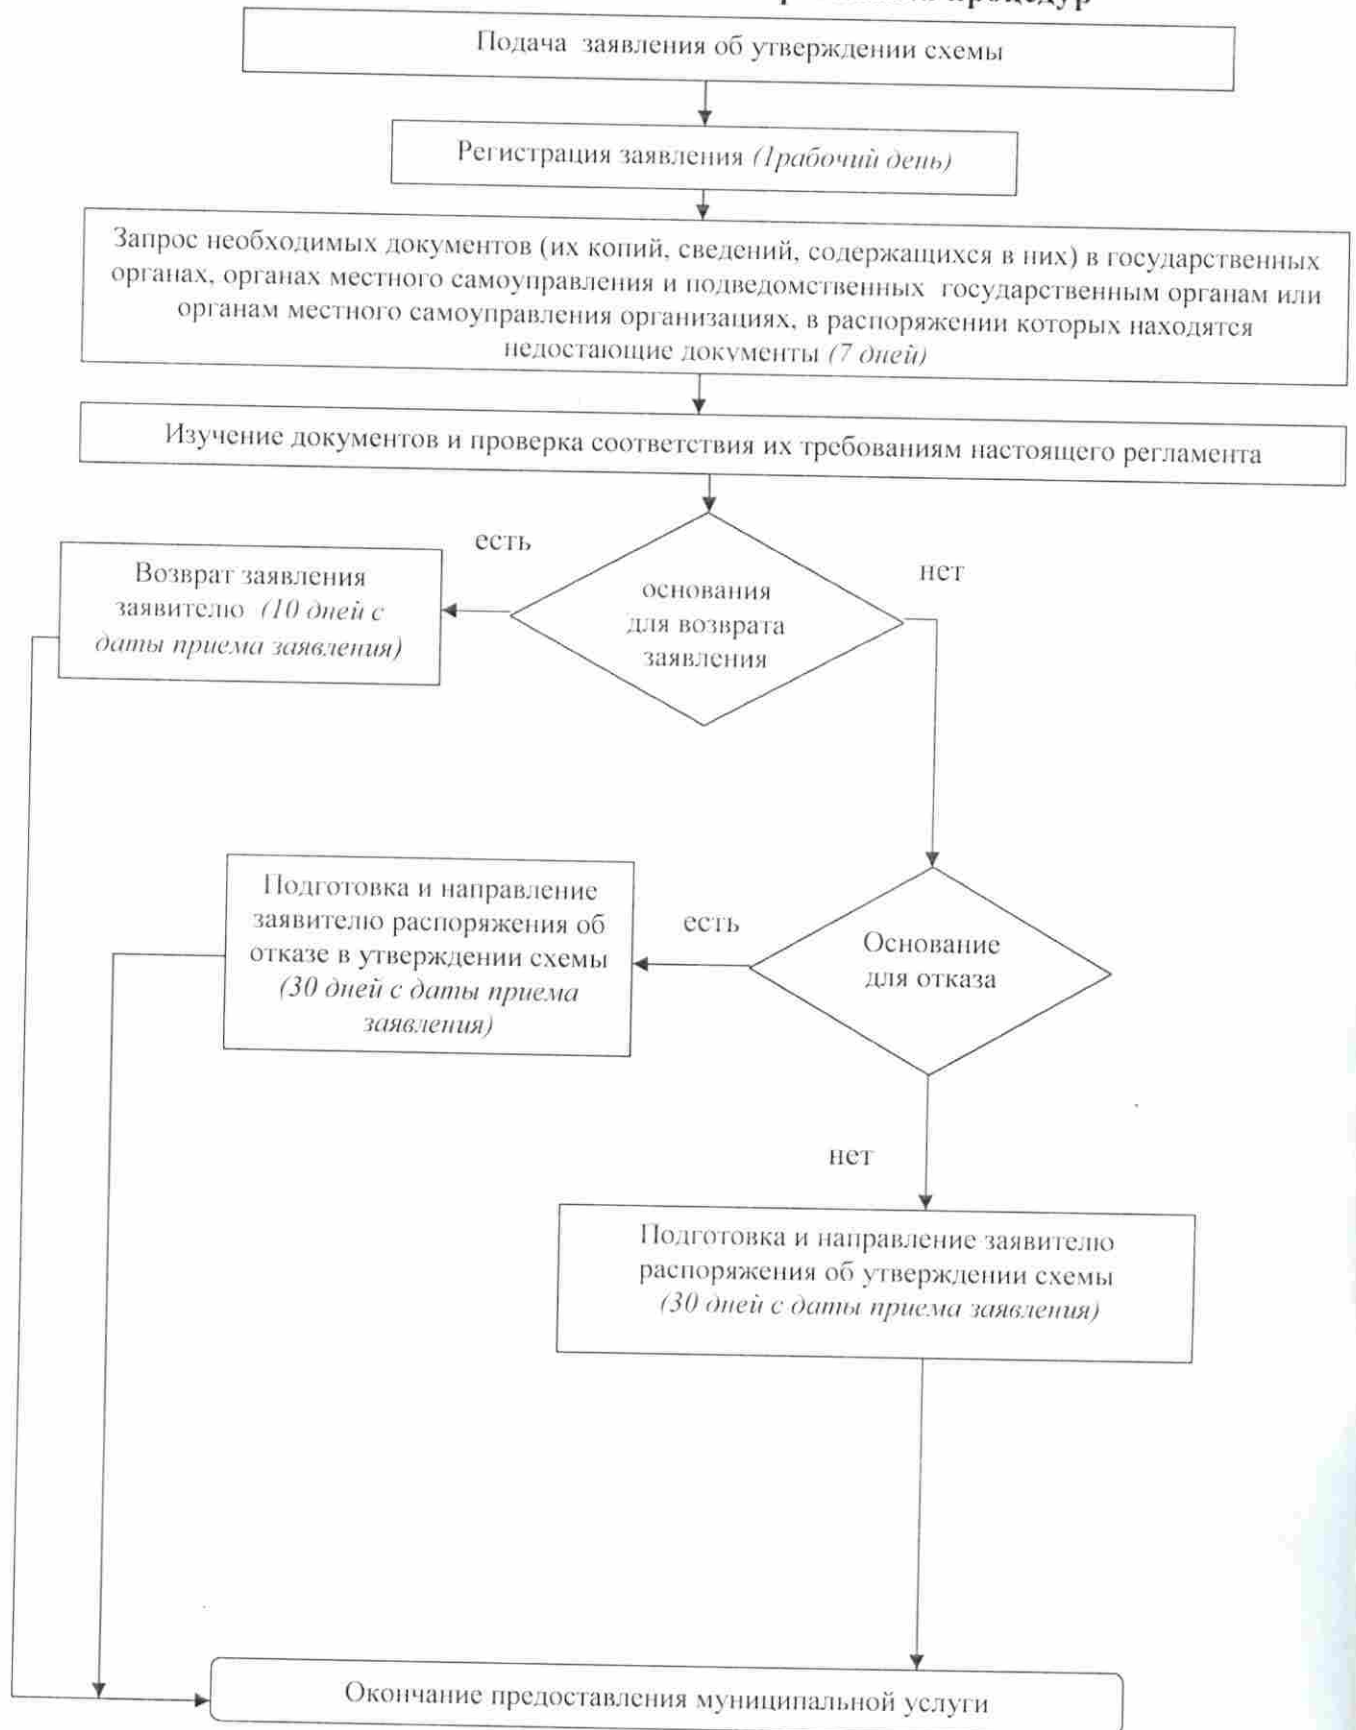 процедур
Подача заявления об утверждении схемы
Регистрация заявления (1рабочий день)
Запрос необходимых документов (их копий, сведений, содержащихся в них) в государственных
органах, органах местного самоуправления и подведомственных государственным органам или
органам местного самоуправления организациях, в распоряжении которых находятся
недостающие документы (7 дней)
Изучение документов и проверка соответствия их требованиям настоящего регламента
есть
нет
Возврат заявления
заявителю (10 дней с
даты приема заявления)
основания
для возврата
заявления
Подготовка и направление
заявителю распоряжения об
отказе в утверждении схемы
(30 дней с даты приема
заявления)
есть
Основание
для отказа
нет
Подготовка и направление заявителю
распоряжения об утверждении схемы
(30 дней с даты приема заявления)
Окончание предоставления муниципальной услуги